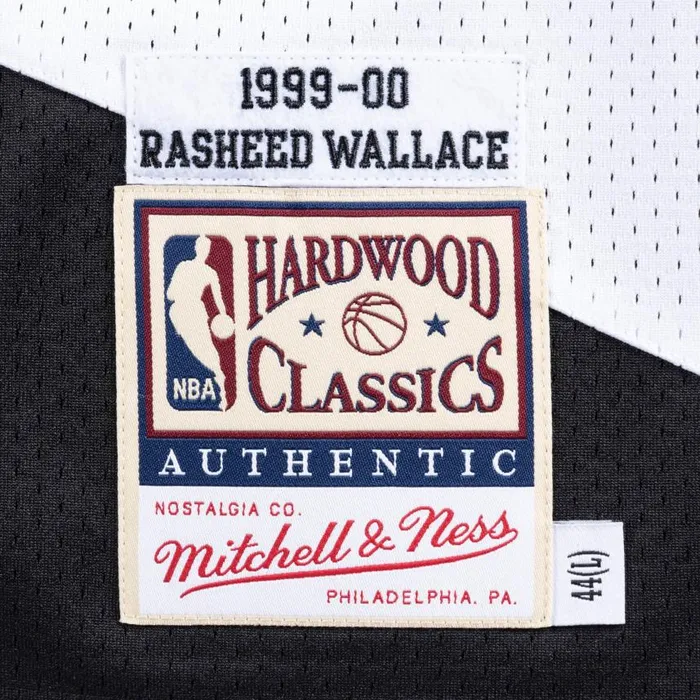 1999-00
RASHEED WALLACE
HARDWOOD
CLASSICS
NBA
AUTHENTIC
NOSTALGIA CO.
Mitchell & Ness
PHILADELPHIA. PA.
44(L)